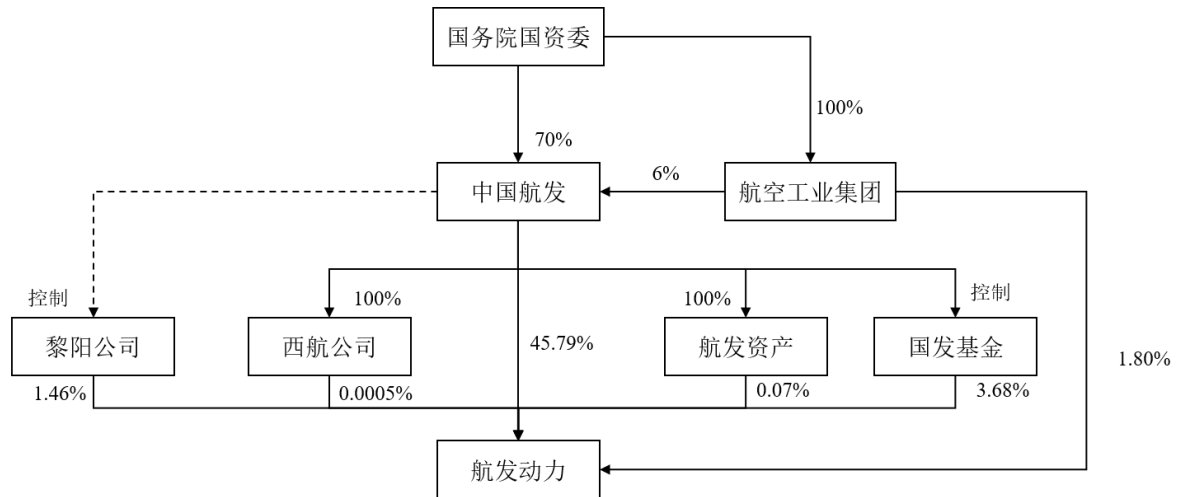 国务院国资委
100%
70%
中国航发
6%
航空工业集团
控制
100%
100%
控制
黎阳公司
西航公司
45.79%
航发资产
国发基金
1.80%
1.46%
0.0005%
0.07%
3.68%
航发动力